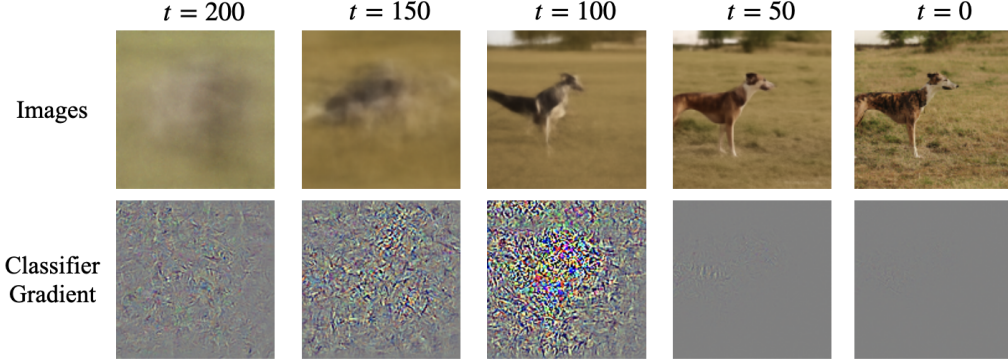 t = 200 t = 150 t = 100 t = 50 t = 0
Images
Classifier
Gradient